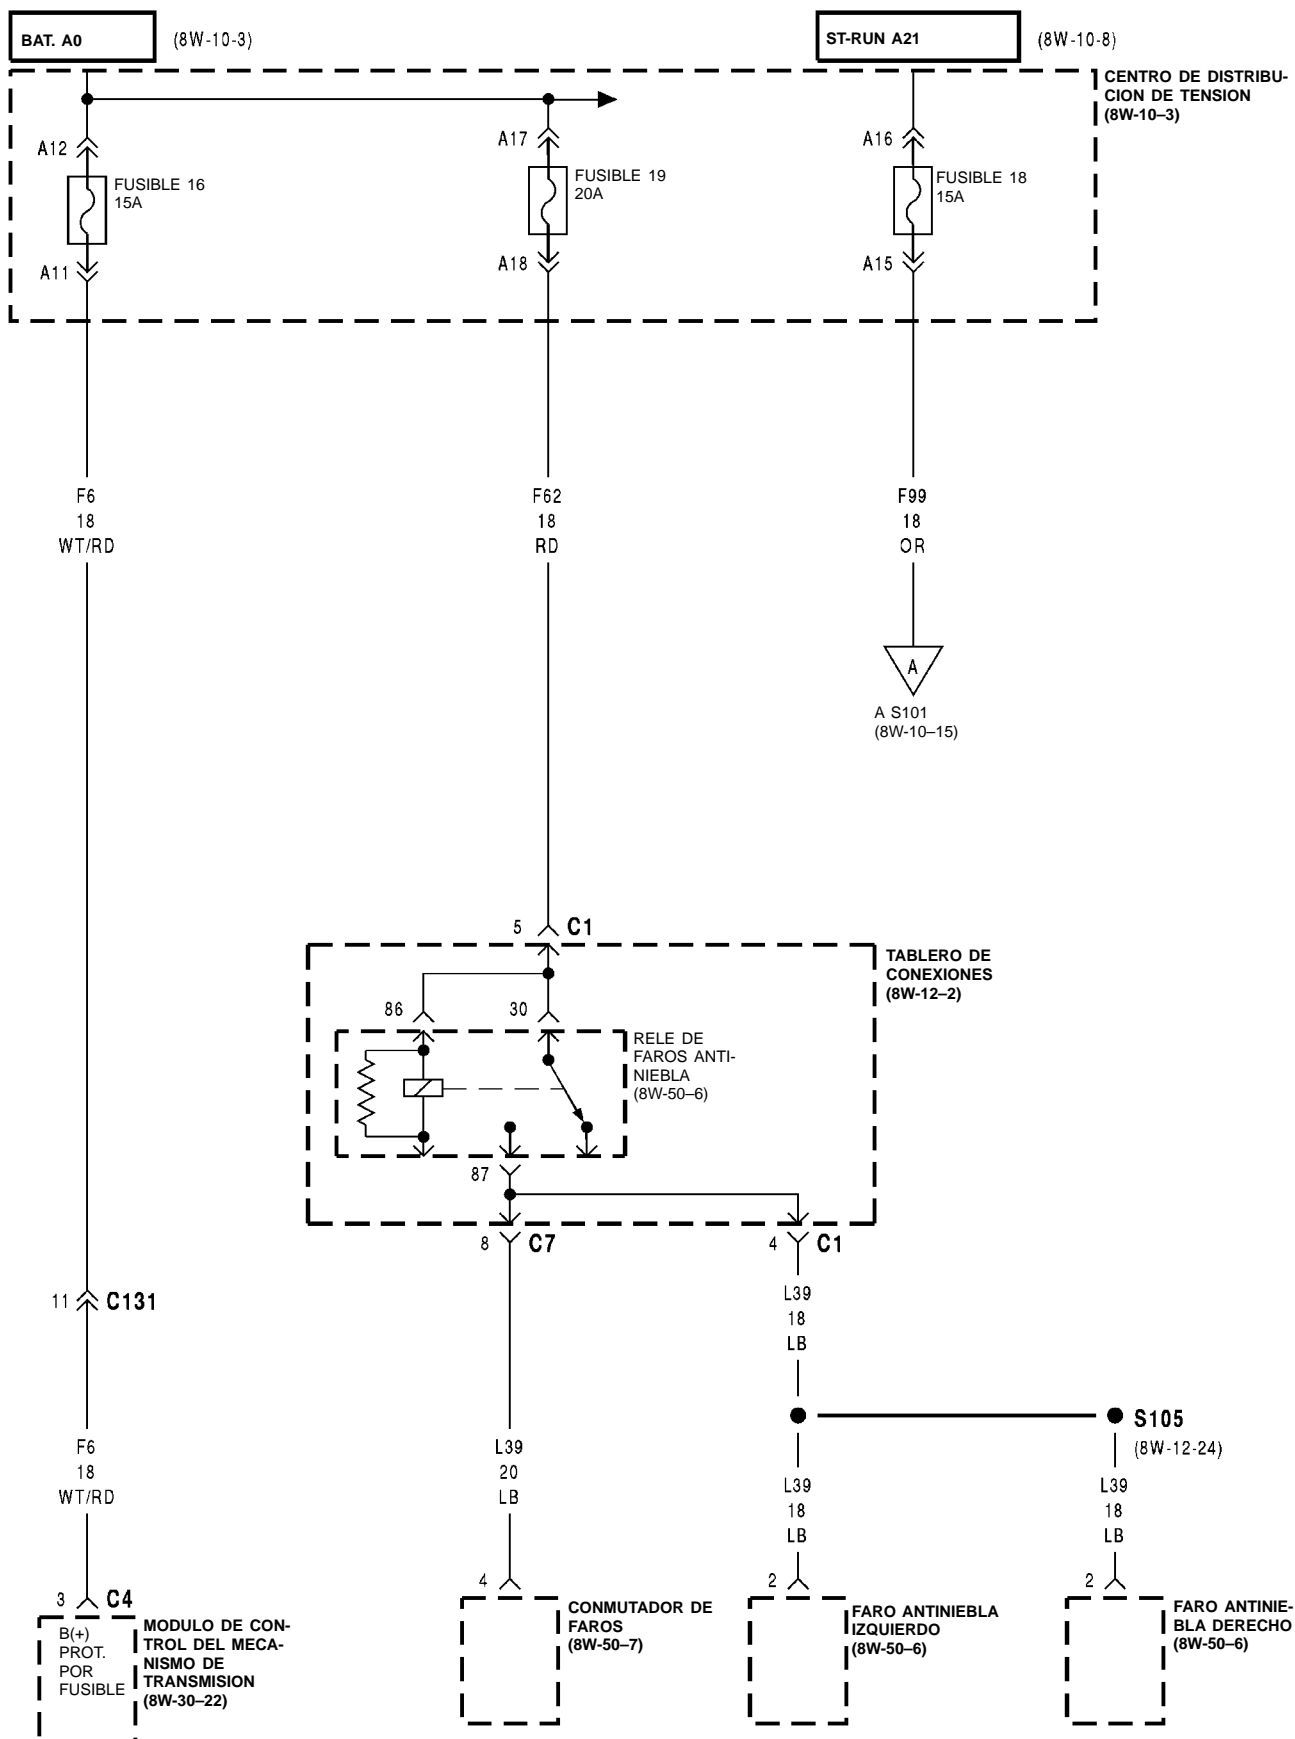 BAT. A0
(8W-10-3)
ST-RUN A21
(8W-10-8)
CENTRO DE DISTRIBU-
CION DE TENSION
(8W-10–3)
A12
A17
A16
FUSIBLE 16
15A
FUSIBLE 19
20A
FUSIBLE 18
15A
A11
A18
A15
F6
18
WT/RD
F62
18
RD
F99
18
OR
A
A S101
(8W-10–15)
5 C1
TABLERO DE
CONEXIONES
(8W-12–2)
86
30
RELE DE
FAROS ANTI-
NIEBLA
(8W-50–6)
87
8 C7
4 C1
L39
18
LB
11 C131
S105
(8W-12-24)
F6
18
WT/RD
L39
20
LB
L39
18
LB
L39
18
LB
3 C4
4
2
2
B(+)
PROT.
POR
FUSIBLE
MODULO DE CON-
TROL DEL MECA-
NISMO DE
TRANSMISION
(8W-30–22)
CONMUTADOR DE
FAROS
(8W-50–7)
FARO ANTINIEBLA
IZQUIERDO
(8W-50–6)
FARO ANTINIE-
BLA DERECHO
(8W-50–6)